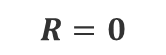 R = 0